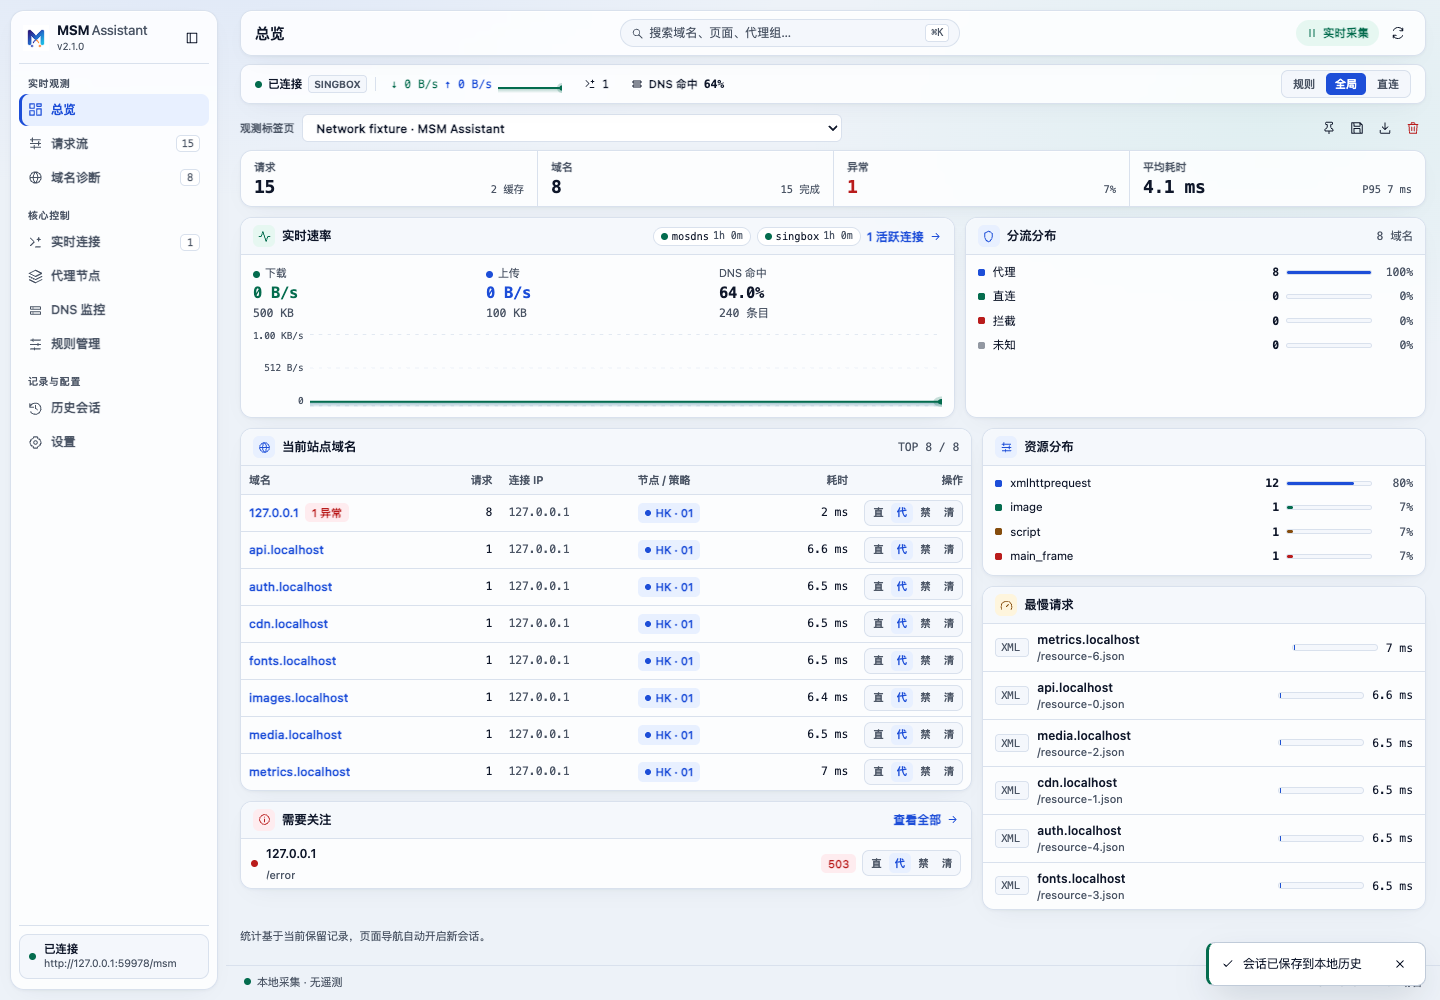 MSM Assistant
v2.1.0
实时观测
总览
请求流 15
域名诊断 8
核心控制
实时连接 1
代理节点
DNS 监控
规则管理
记录与配置
历史会话
设置
已连接
http://127.0.0.1:59978/msm
总览
搜索域名、页面、代理组... ⌘K
实时采集
已连接 SINGBOX ↓ 0 B/s ↑ 0 B/s 1 DNS 命中 64%
规则 全局 直连
观测标签页 Network fixture · MSM Assistant
请求
15 2 缓存
域名
8 15 完成
异常
1 7%
平均耗时
4.1 ms P95 7 ms
实时速率 mosdns 1h 0m singbox 1h 0m 1 活跃连接 →
下载 上传 DNS 命中
0 B/s 0 B/s 64.0%
500 KB 100 KB 240 条目
1.00 KB/s
512 B/s
0
分流分布 8 域名
代理 8 100%
直连 0 0%
拦截 0 0%
未知 0 0%
当前站点域名 TOP 8 / 8
域名 请求 连接 IP 节点 / 策略 耗时 操作
127.0.0.1 1 异常 8 127.0.0.1 HK · 01 2 ms 直 代 禁 清
api.localhost 1 127.0.0.1 HK · 01 6.6 ms 直 代 禁 清
auth.localhost 1 127.0.0.1 HK · 01 6.5 ms 直 代 禁 清
cdn.localhost 1 127.0.0.1 HK · 01 6.5 ms 直 代 禁 清
fonts.localhost 1 127.0.0.1 HK · 01 6.5 ms 直 代 禁 清
images.localhost 1 127.0.0.1 HK · 01 6.4 ms 直 代 禁 清
media.localhost 1 127.0.0.1 HK · 01 6.5 ms 直 代 禁 清
metrics.localhost 1 127.0.0.1 HK · 01 7 ms 直 代 禁 清
需要关注 查看全部 →
127.0.0.1
/error 503 直 代 禁 清
资源分布
xmlhttprequest 12 80%
image 1 7%
script 1 7%
main_frame 1 7%
最慢请求
XML metrics.localhost
/resource-6.json 7 ms
XML api.localhost
/resource-0.json 6.6 ms
XML media.localhost
/resource-2.json 6.5 ms
XML cdn.localhost
/resource-1.json 6.5 ms
XML auth.localhost
/resource-4.json 6.5 ms
XML fonts.localhost
/resource-3.json 6.5 ms
统计基于当前保留记录，页面导航自动开启新会话。
本地采集 · 无遥测
会话已保存到本地历史